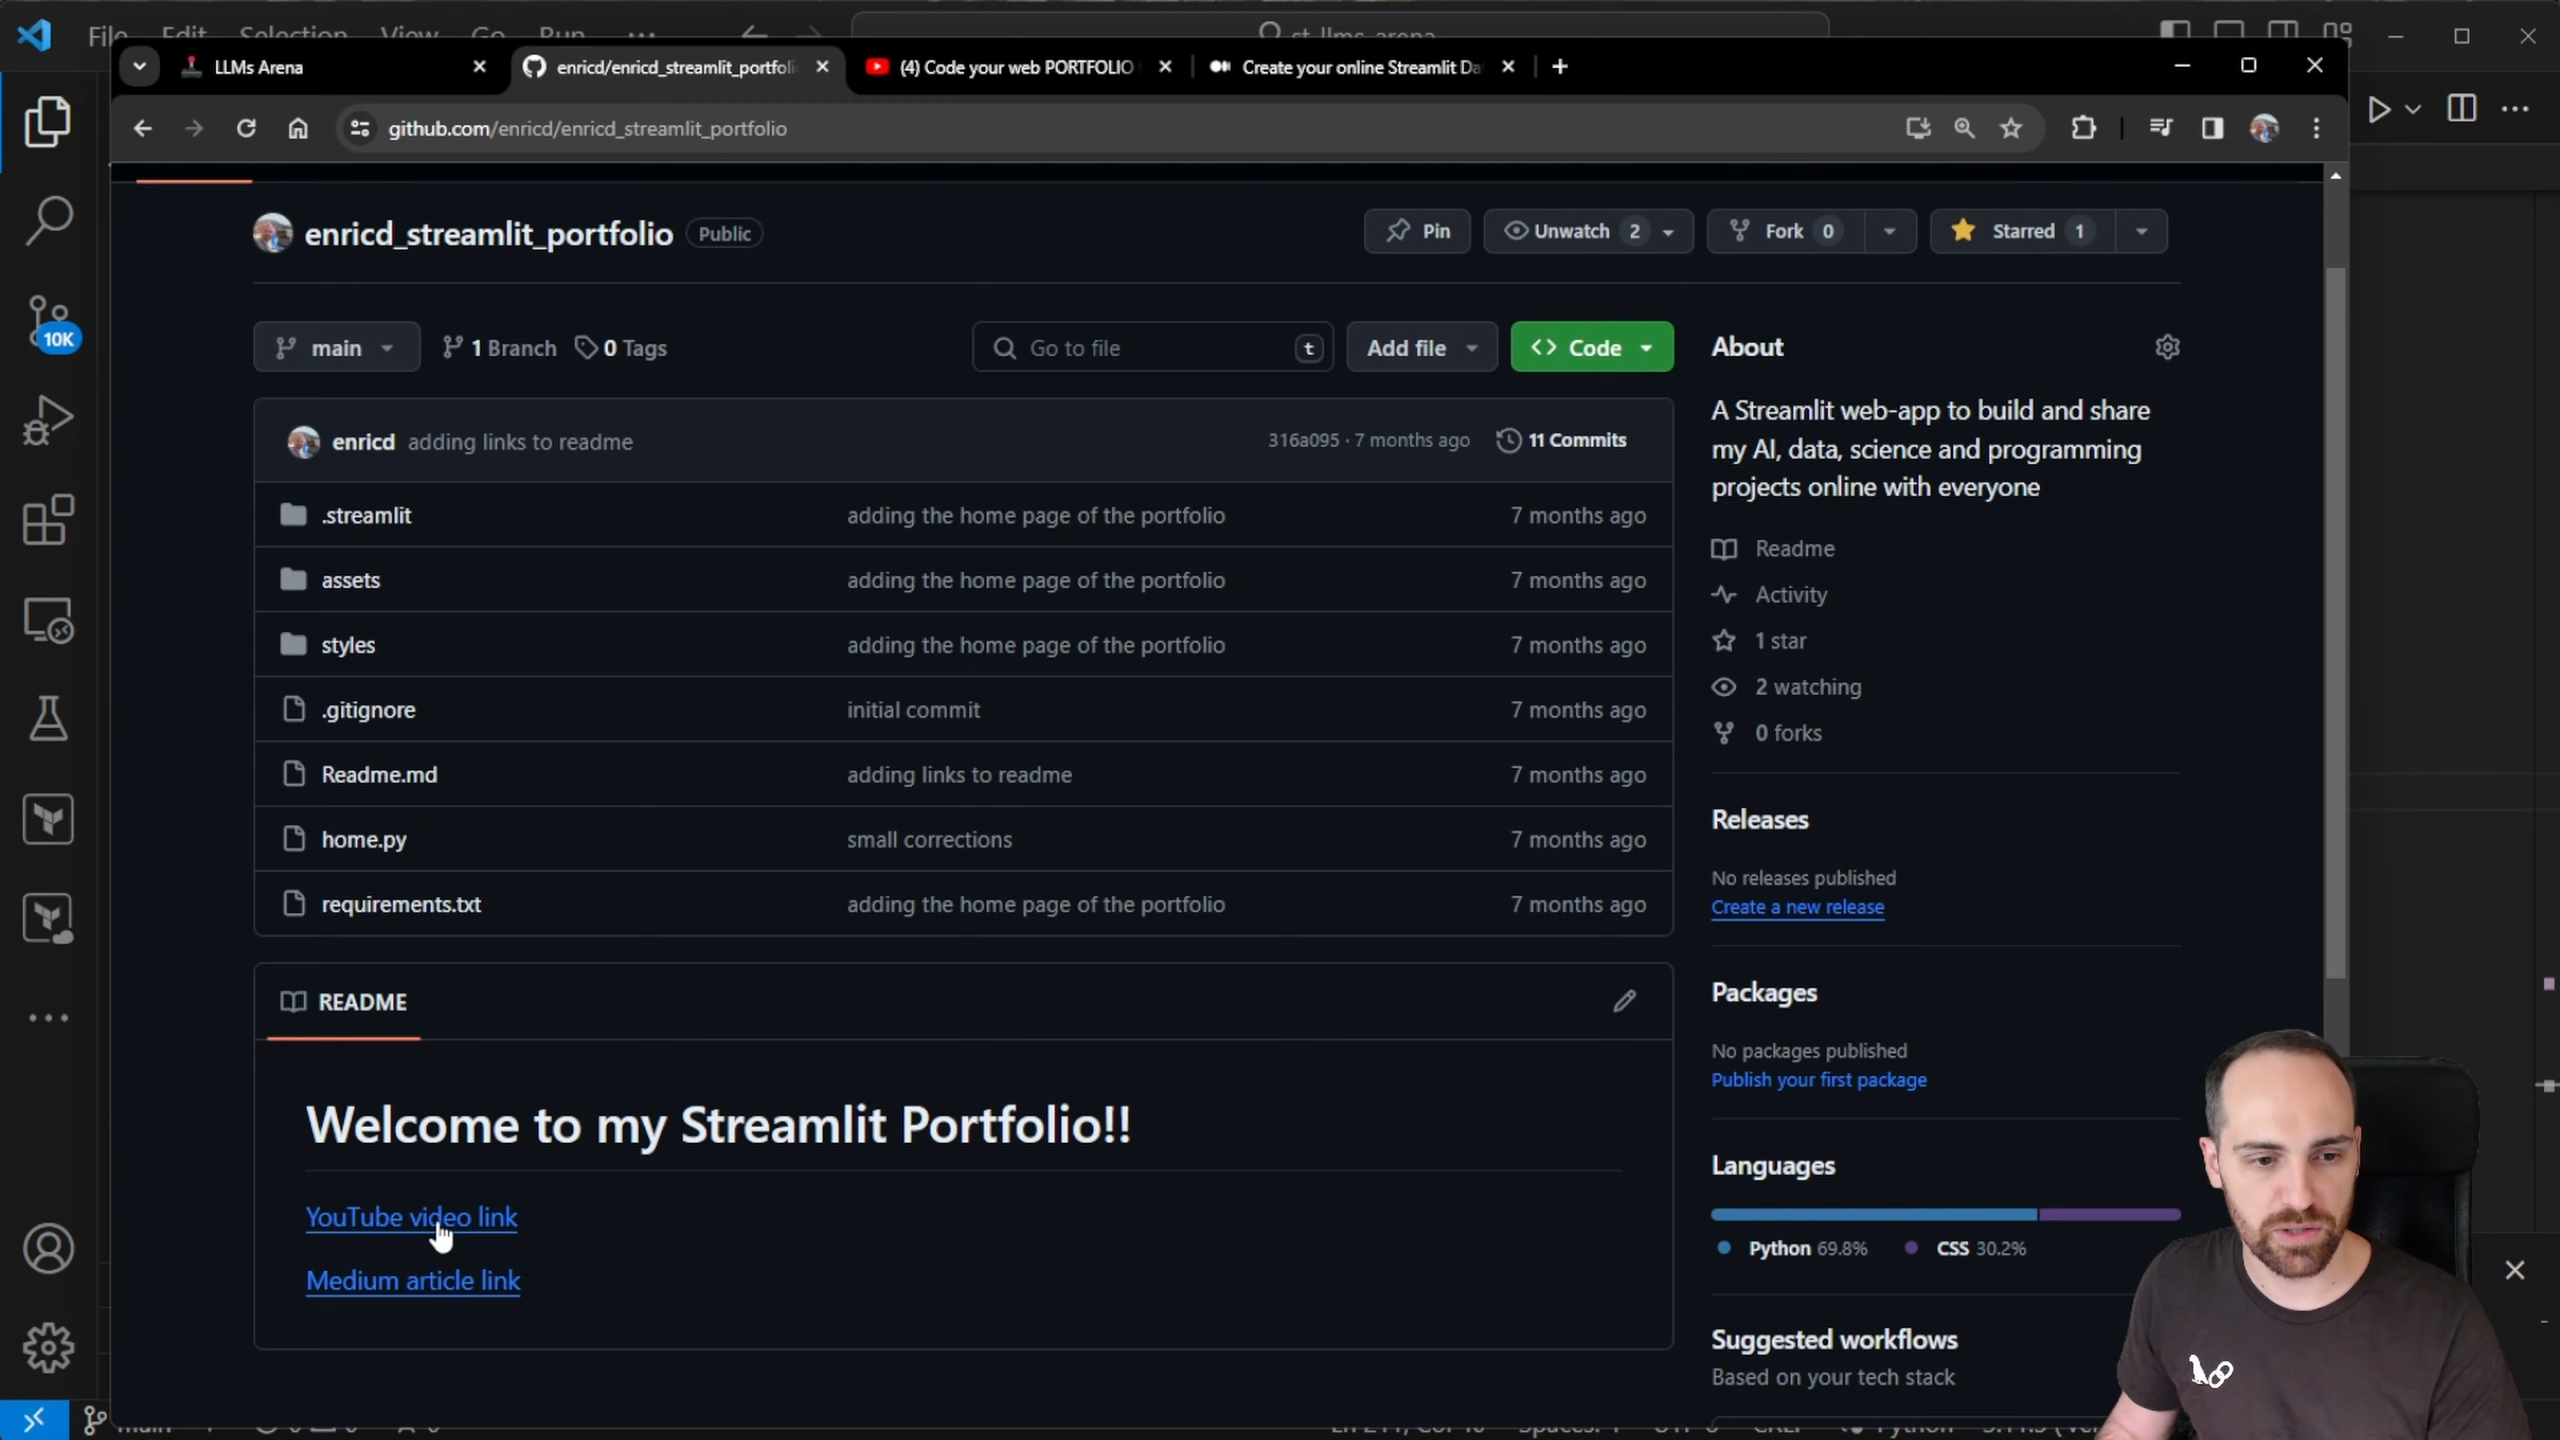 File Edit Selection View Go Run ...
st_llms_arena
LLMs Arena
enricd/enricd_streamlit_portfoli
(4) Code your web PORTFOLIO
Create your online Streamlit Da
github.com/enricd/enricd_streamlit_portfolio
enricd_streamlit_portfolio Public
Pin
Unwatch 2
Fork 0
Starred 1
main
1 Branch
0 Tags
Go to file t
Add file
<> Code
enricd adding links to readme 316a095 · 7 months ago 11 Commits
.streamlit adding the home page of the portfolio 7 months ago
assets adding the home page of the portfolio 7 months ago
styles adding the home page of the portfolio 7 months ago
.gitignore initial commit 7 months ago
Readme.md adding links to readme 7 months ago
home.py small corrections 7 months ago
requirements.txt adding the home page of the portfolio 7 months ago
README
Welcome to my Streamlit Portfolio!!
YouTube video link
Medium article link
About
A Streamlit web-app to build and share
my AI, data, science and programming
projects online with everyone
Readme
Activity
1 star
2 watching
0 forks
Releases
No releases published
Create a new release
Packages
No packages published
Publish your first package
Languages
Python 69.8% CSS 30.2%
Suggested workflows
Based on your tech stack
10K
main